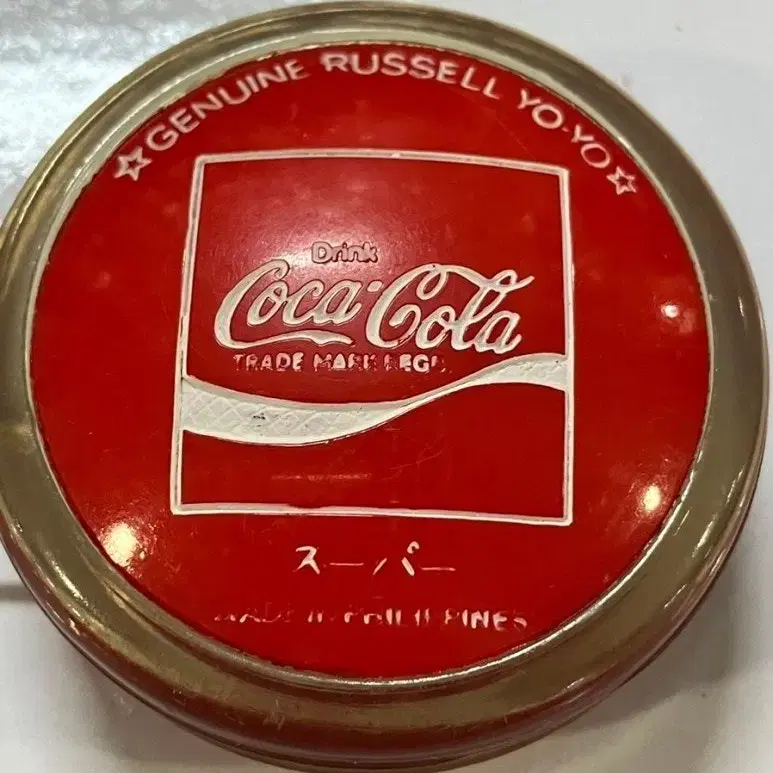 ☆GENUINE RUSSELL YO-YO☆
Drink
Coca-Cola
TRADE MARK REGD.
スーパー
MADE IN PHILIPPINES